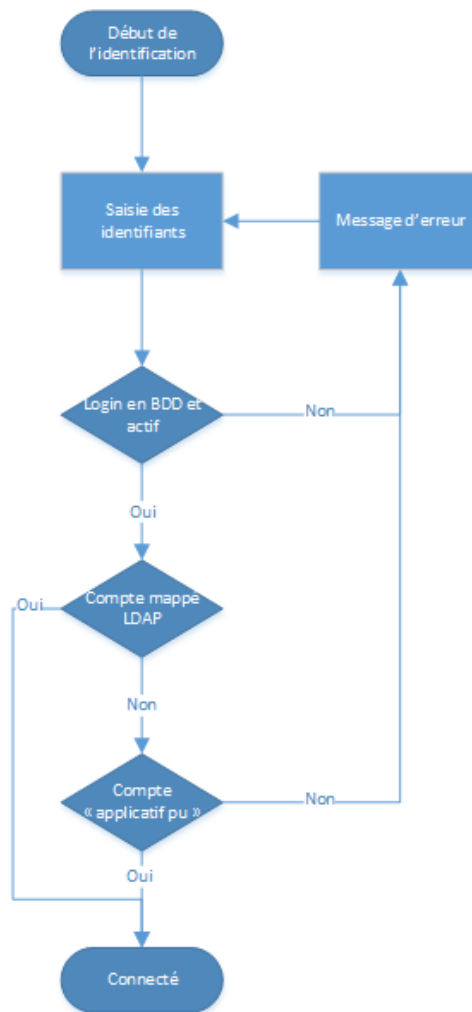 Début de
l'identification
Saisie des
identifiants
Message d'erreur
Login en BDD et
actif
Non
Oui
Oui
Compte mappé
LDAP
Non
Compte
« applicatif pu »
Non
Oui
Connecté